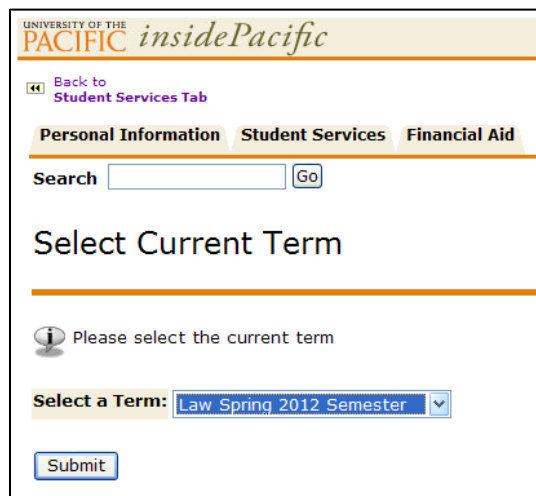 UNIVERSITY OF THE
PACIFIC insidePacific
Back to
Student Services Tab
Personal Information Student Services Financial Aid
Search Go
Select Current Term
Please select the current term
Select a Term: Law Spring 2012 Semester
Submit